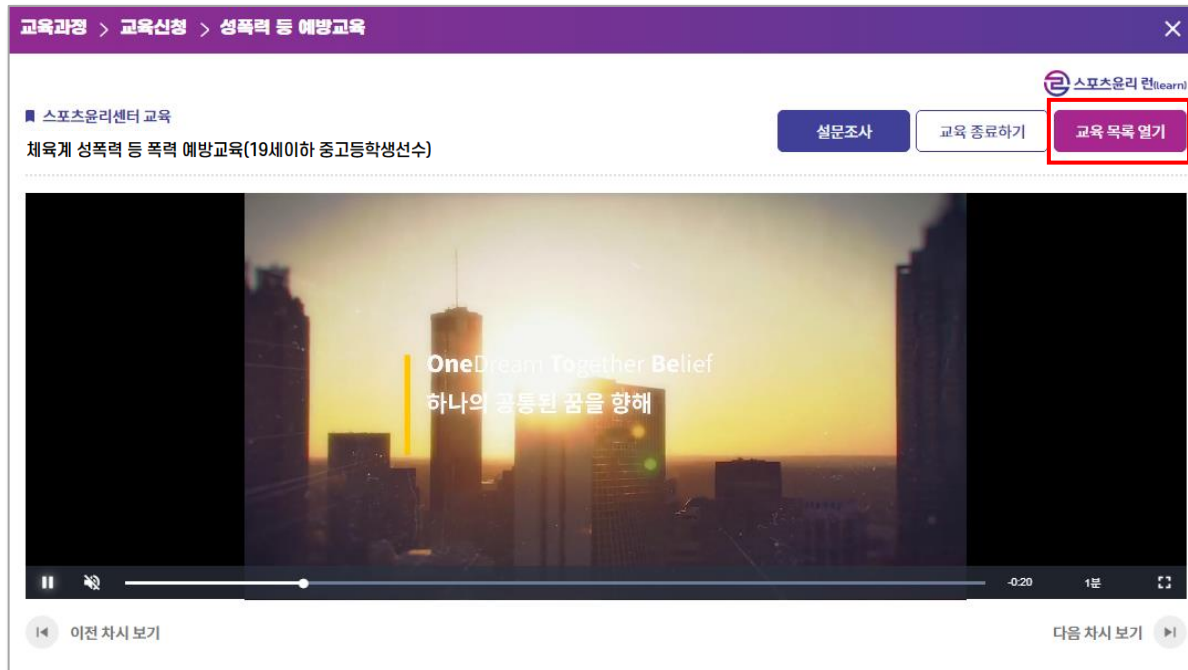 교육과정 > 교육신청 > 성폭력 등 예방교육
스포츠윤리 런(learn)
스포츠윤리센터 교육
체육계 성폭력 등 폭력 예방교육(19세이하 중고등학생선수)
설문조사
교육 종료하기
교육 목록 열기
OneDream Together Belief
하나의 공통된 꿈을 향해
-0:20
1분
이전 차시 보기
다음 차시 보기